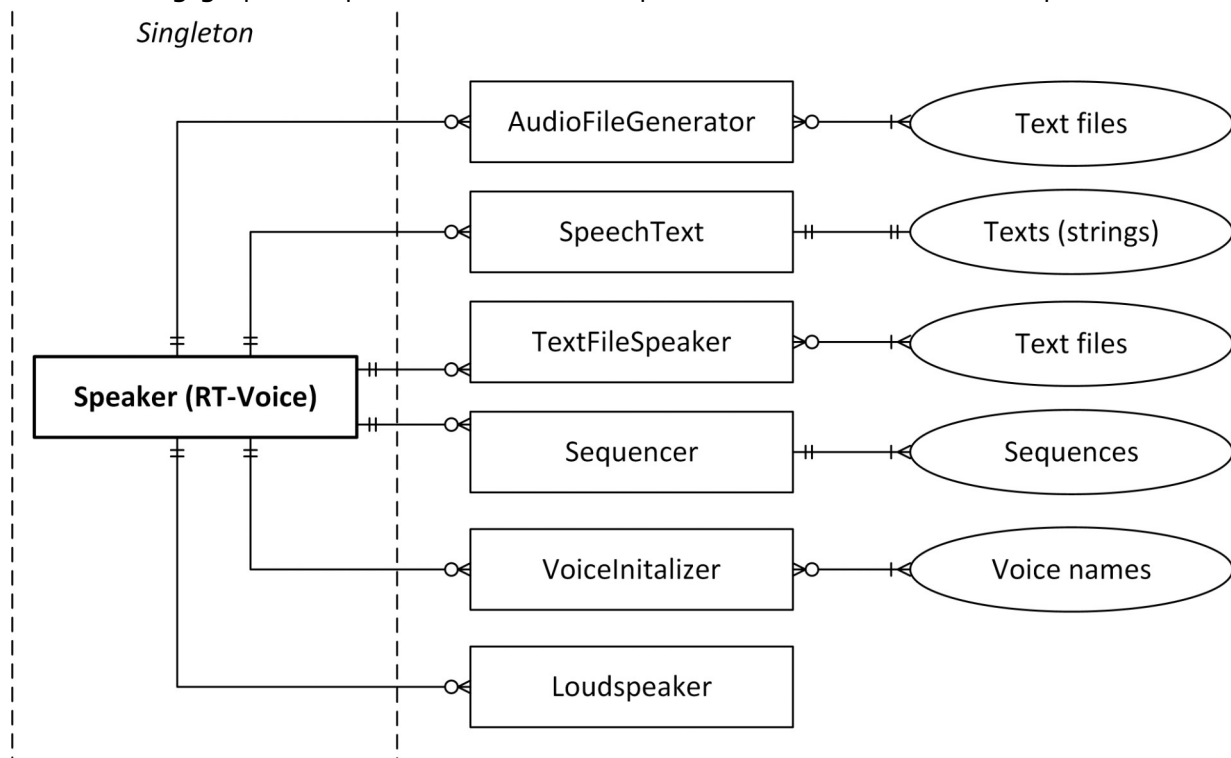 Singleton
AudioFileGenerator
Text files
SpeechText
Texts (strings)
TextFileSpeaker
Text files
Speaker (RT-Voice)
Sequencer
Sequences
VoiceInitalizer
Voice names
Loudspeaker